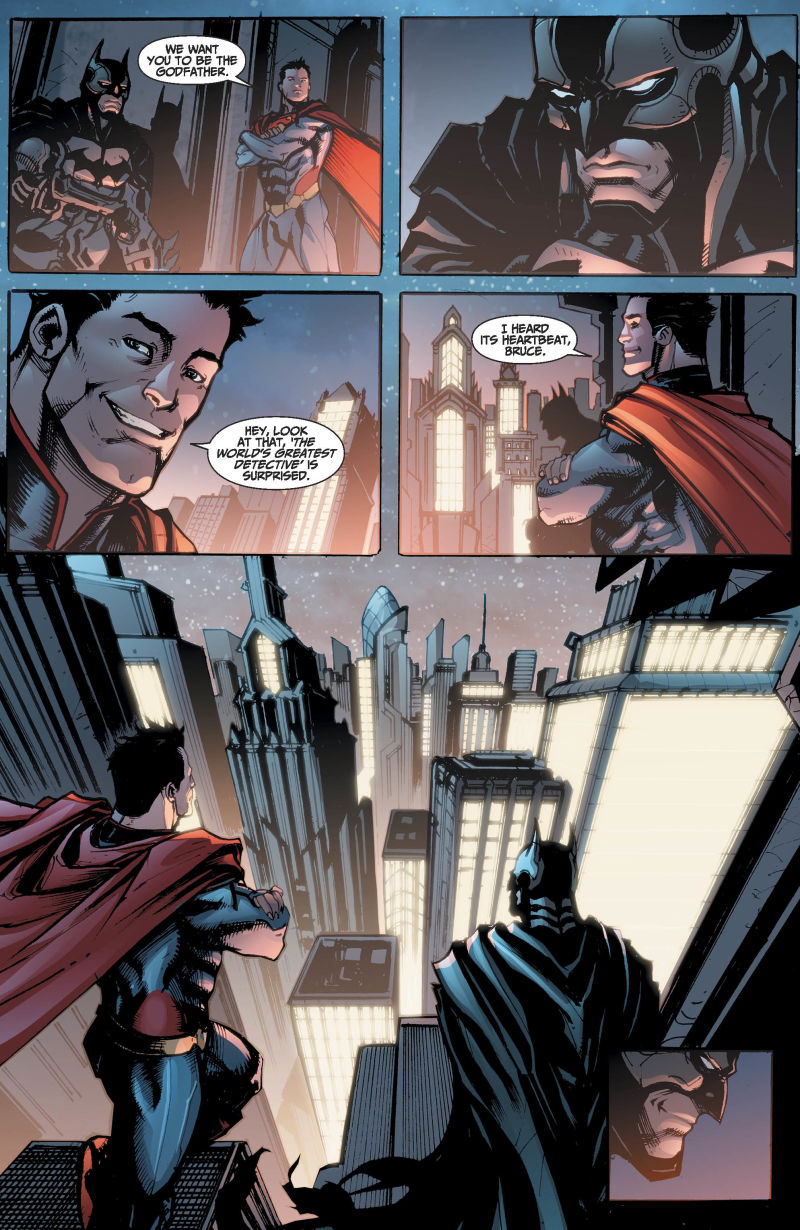 WE WANT
YOU TO BE THE
GODFATHER.
HEY, LOOK
AT THAT, 'THE
WORLD'S GREATEST
DETECTIVE' IS
SURPRISED.
I HEARD
ITS HEARTBEAT,
BRUCE.